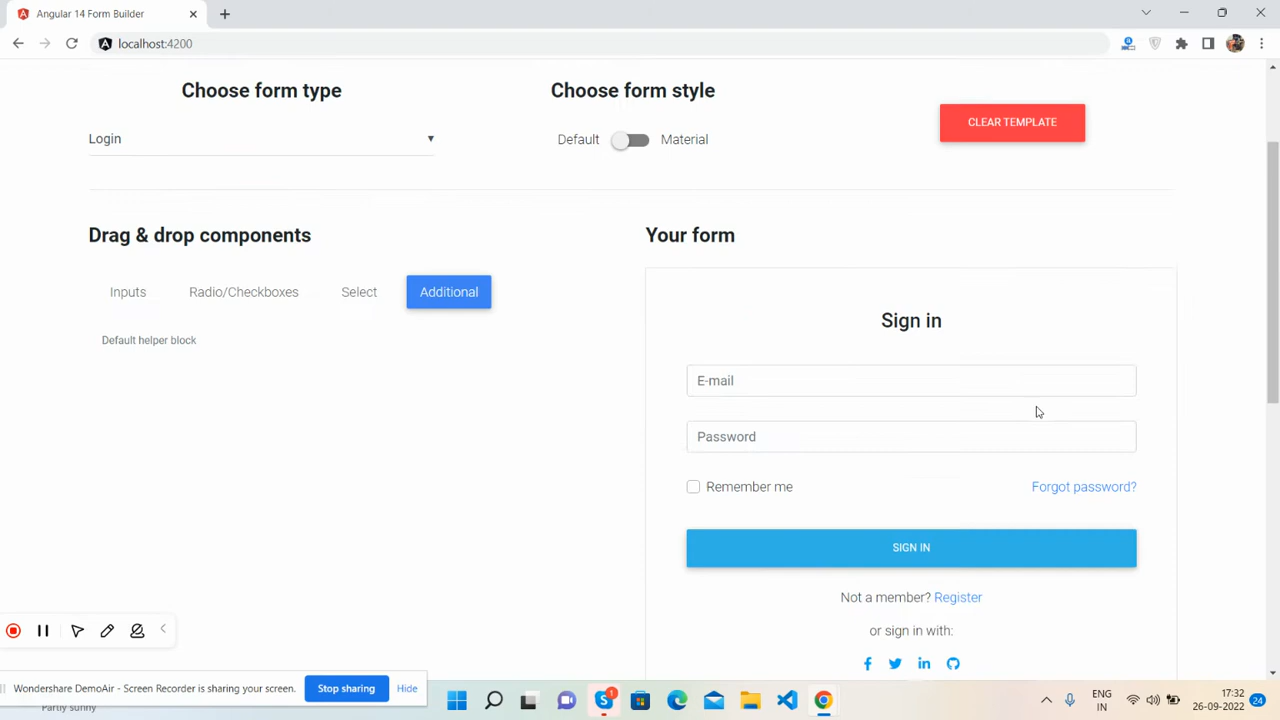 Angular 14 Form Builder
localhost:4200
Choose form type
Choose form style
Login
Default
Material
CLEAR TEMPLATE
Drag & drop components
Your form
Inputs
Radio/Checkboxes
Select
Additional
Default helper block
Sign in
E-mail
Password
Remember me
Forgot password?
SIGN IN
Not a member? Register
or sign in with:
Wondershare DemoAir - Screen Recorder is sharing your screen.
Stop sharing
Hide
Partly sunny
1
ENG
IN
17:32
26-09-2022
24